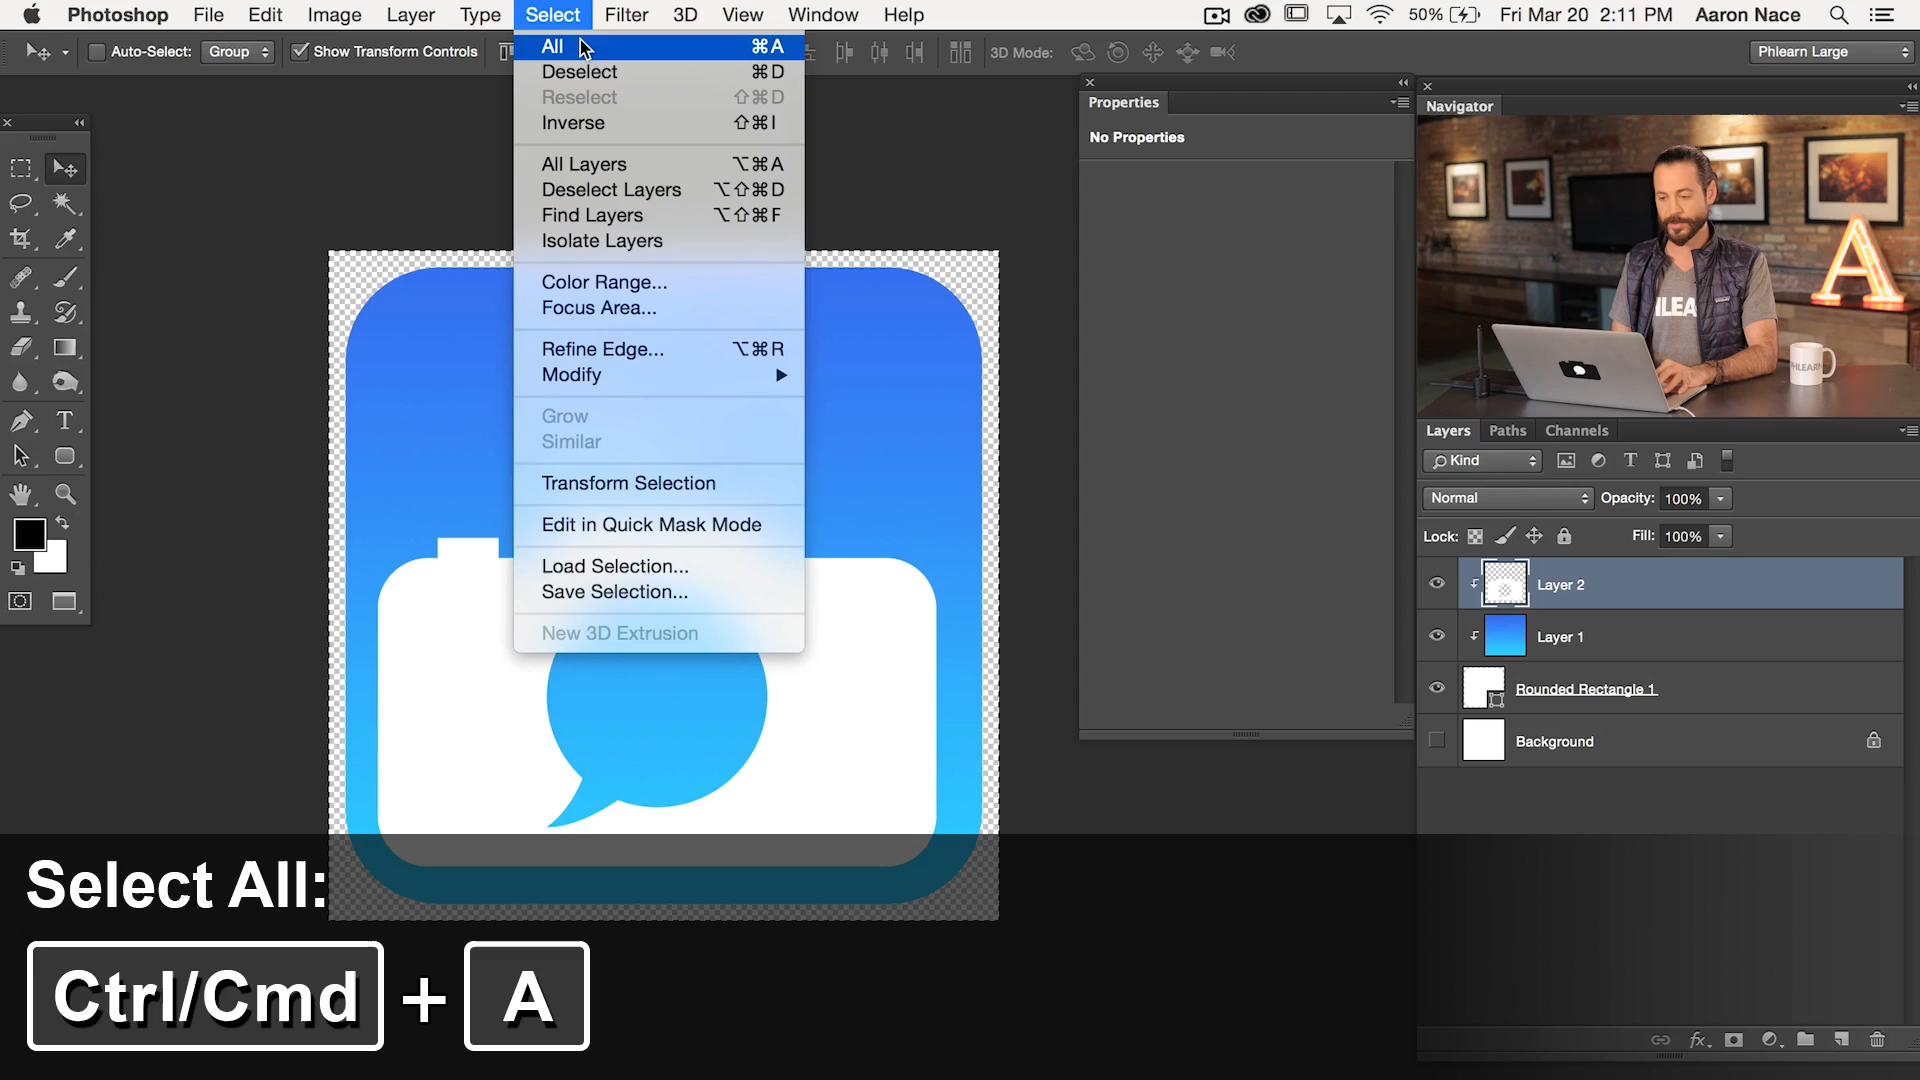 Photoshop File Edit Image Layer Type Select Filter 3D View Window Help 50% Fri Mar 20 2:11 PM Aaron Nace
Auto-Select: Group Show Transform Controls 3D Mode: Phlearn Large
All ⌘A
Deselect ⌘D
Reselect ⇧⌘D
Inverse ⇧⌘I
All Layers ⌥⌘A
Deselect Layers ⌥⇧⌘D
Find Layers ⌥⇧⌘F
Isolate Layers
Color Range...
Focus Area...
Refine Edge... ⌥⌘R
Modify
Grow
Similar
Transform Selection
Edit in Quick Mask Mode
Load Selection...
Save Selection...
New 3D Extrusion
Properties
No Properties
Navigator
A
HLEA
PHLEARN
Layers Paths Channels
Kind
Normal Opacity: 100%
Lock: Fill: 100%
Layer 2
Layer 1
Rounded Rectangle 1
Background
Select All:
Ctrl/Cmd + A